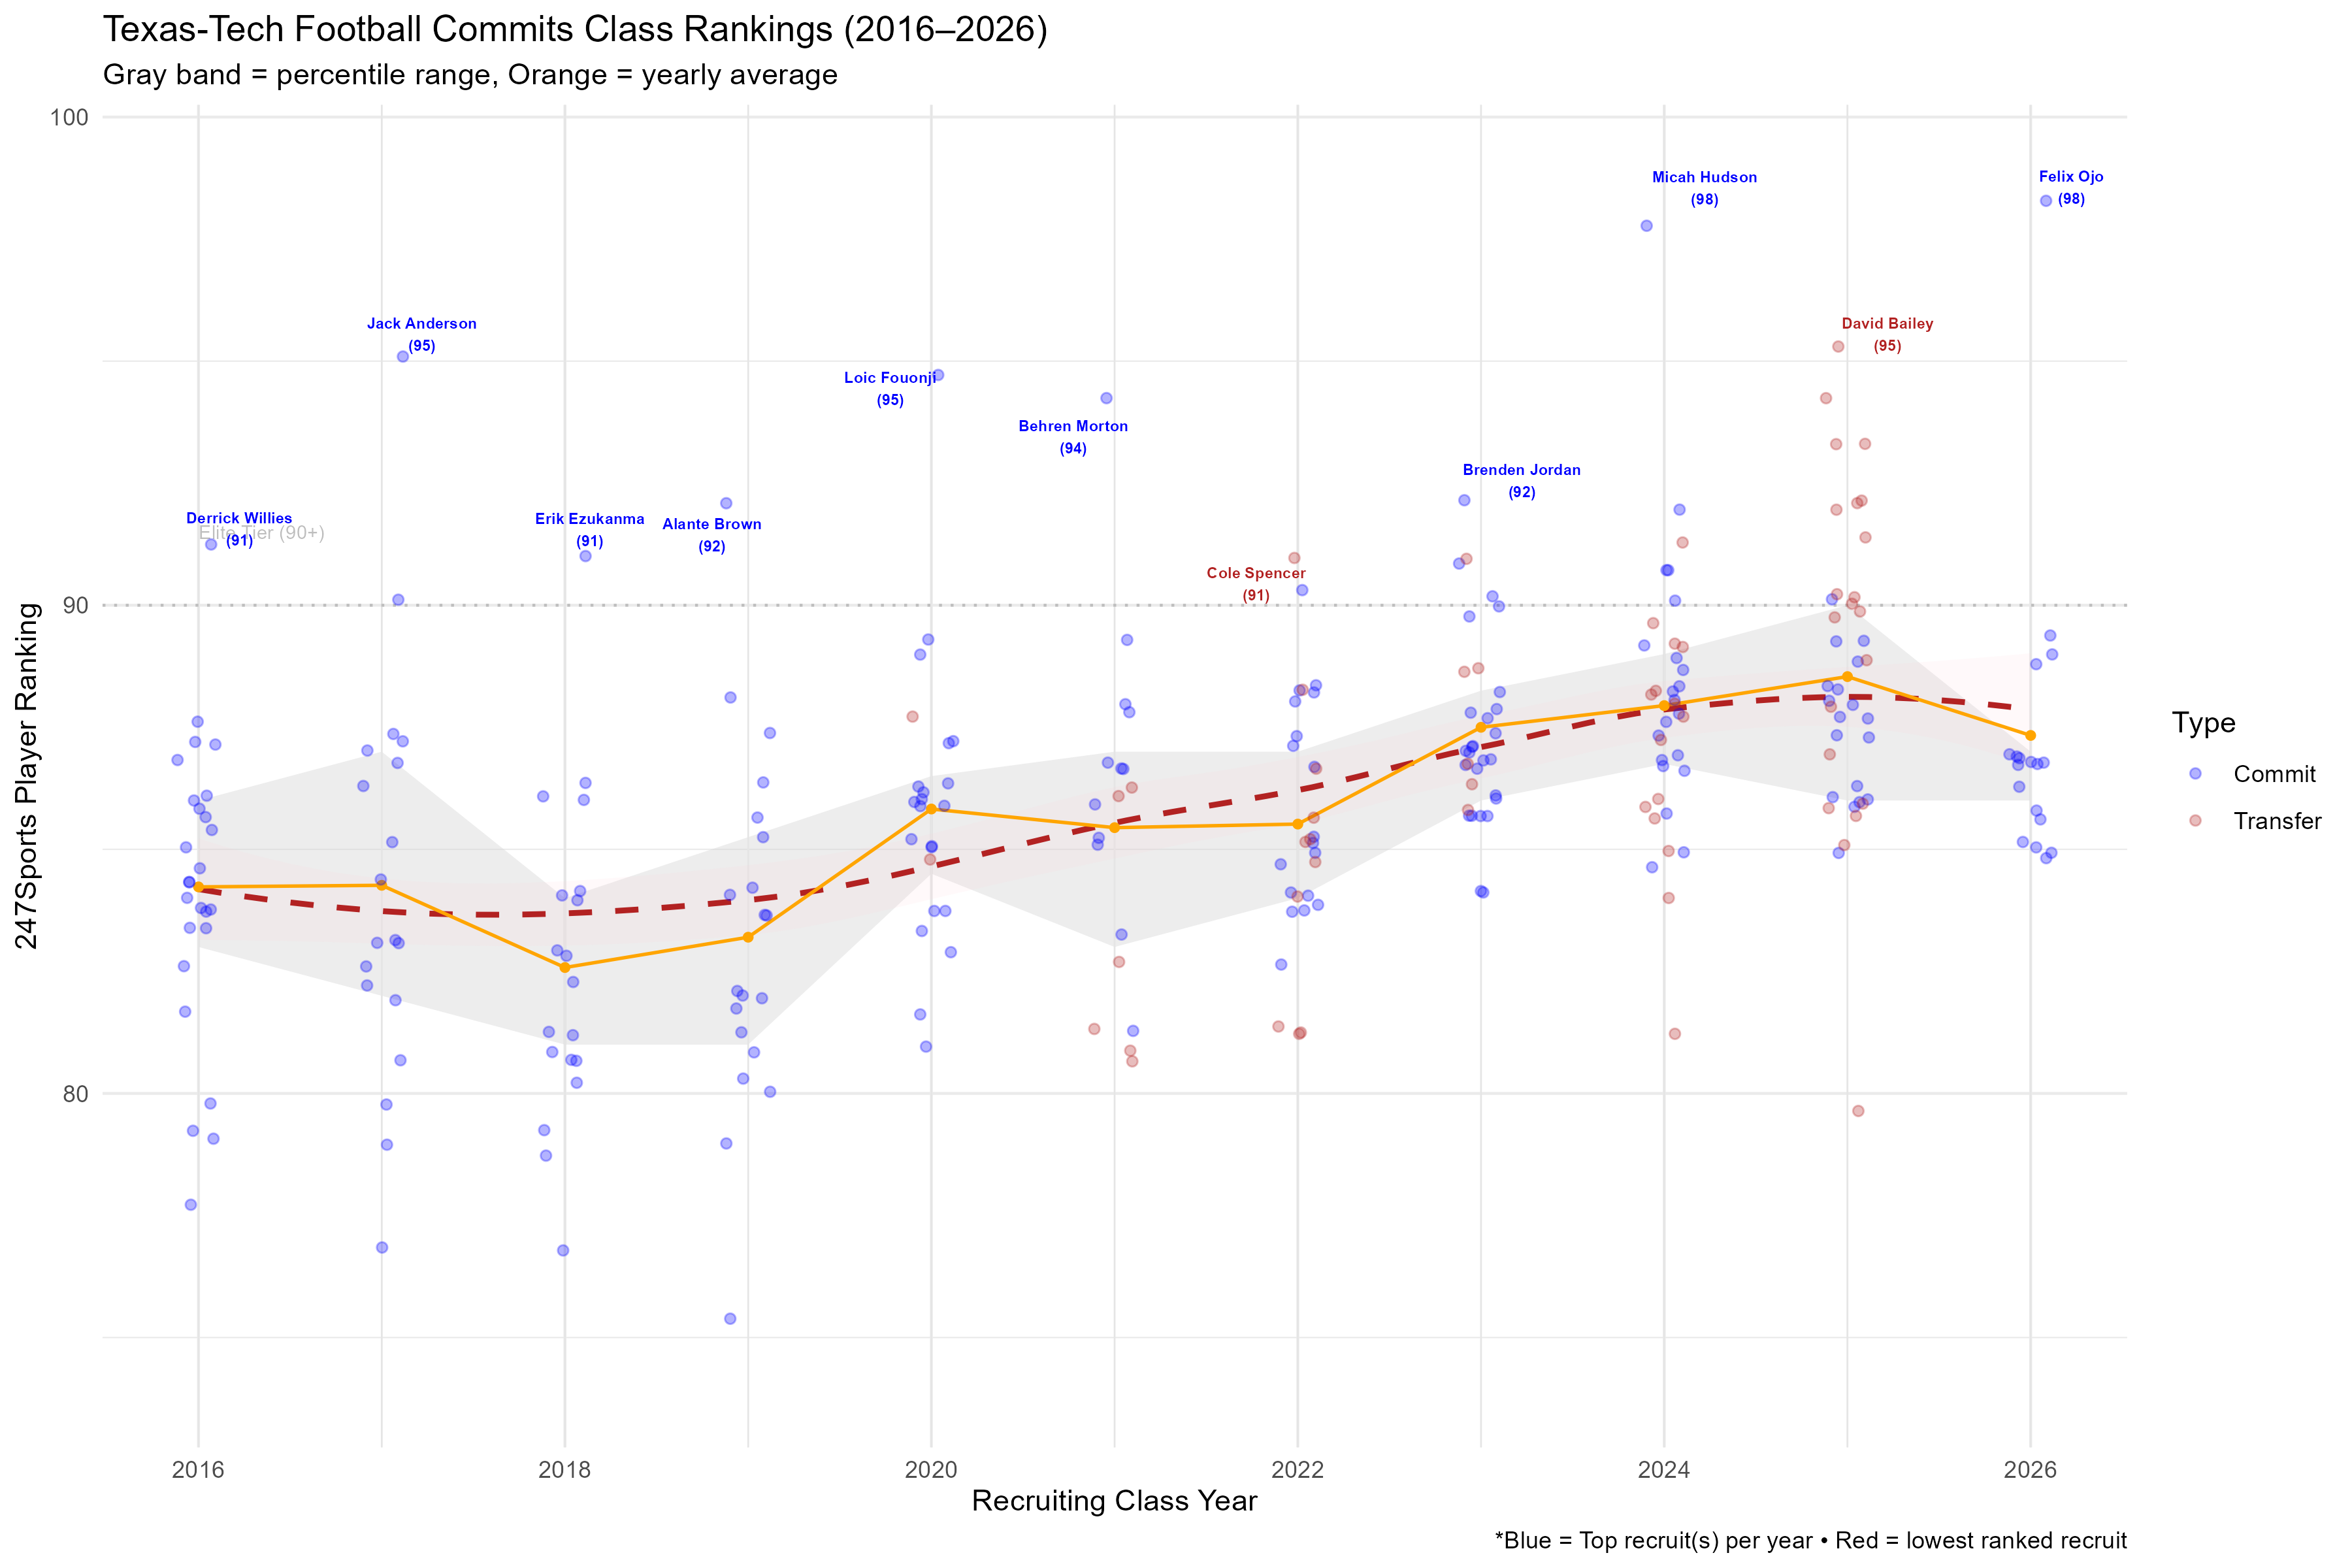 Texas-Tech Football Commits Class Rankings (2016–2026)
Gray band = percentile range, Orange = yearly average
100
90
80
247Sports Player Ranking
Micah Hudson
(98)
Felix Ojo
(98)
Jack Anderson
(95)
David Bailey
(95)
Loic Fouonji
(95)
Behren Morton
(94)
Brenden Jordan
(92)
Derrick Willies
(91)
Elite Tier (90+)
Erik Ezukanma
(91)
Alante Brown
(92)
Cole Spencer
(91)
Type
Commit
Transfer
2016
2018
2020
2022
2024
2026
Recruiting Class Year
*Blue = Top recruit(s) per year • Red = lowest ranked recruit